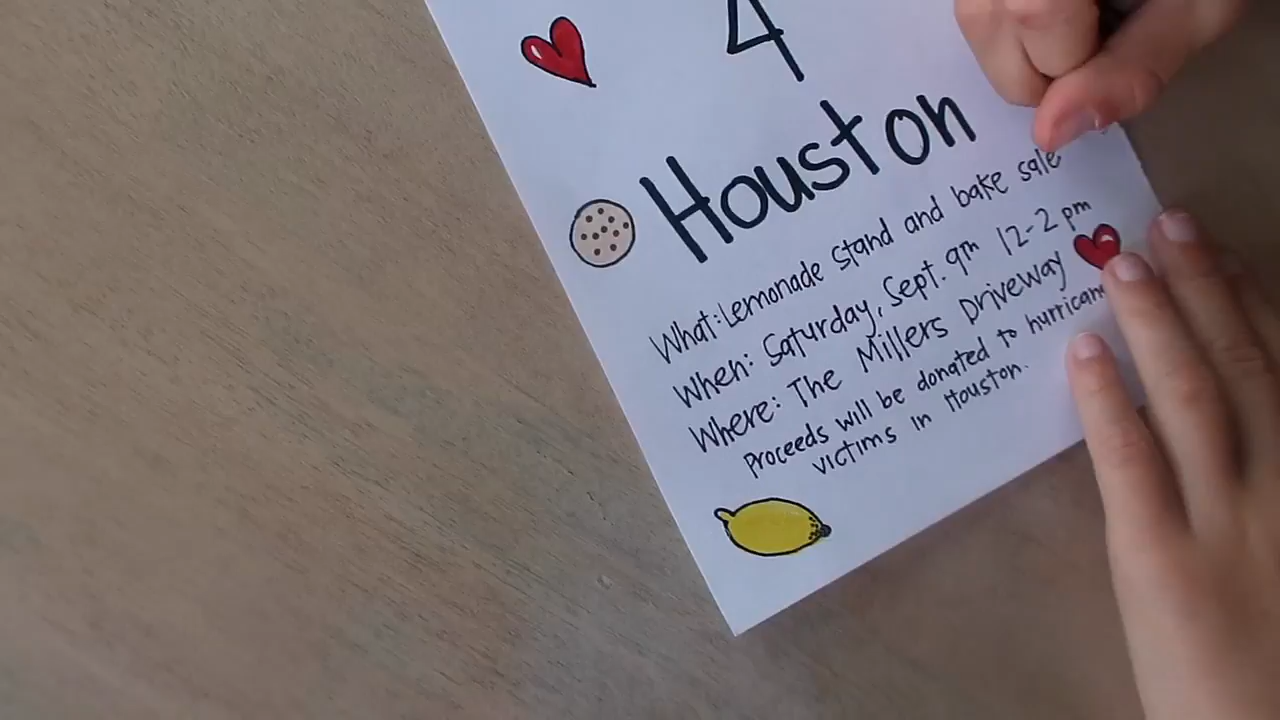 4
Houston
What: Lemonade stand and bake sale
When: Saturday, Sept. 9th 12-2 pm
Where: The Millers Driveway
Proceeds will be donated to hurricane
victims in Houston.